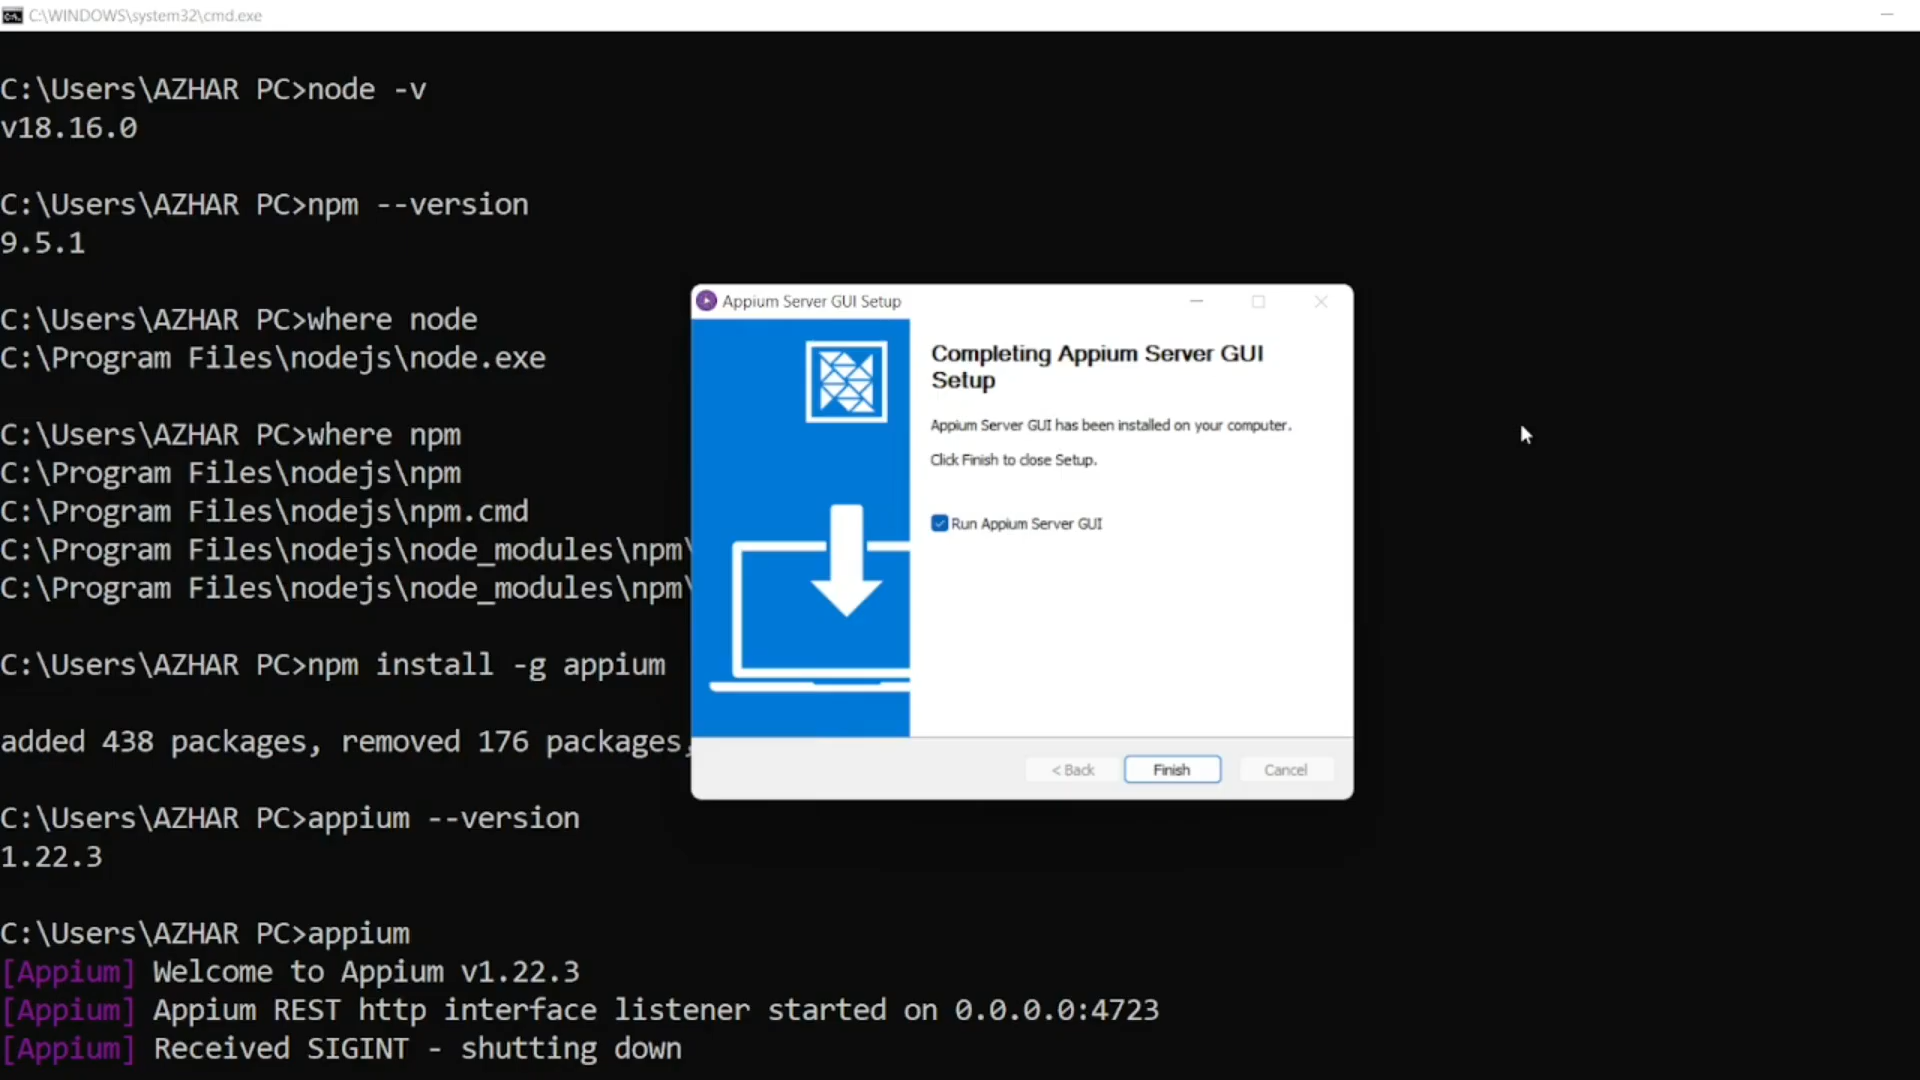 C:\WINDOWS\system32\cmd.exe
C:\Users\AZHAR PC>node -v
v18.16.0
C:\Users\AZHAR PC>npm --version
9.5.1
C:\Users\AZHAR PC>where node
C:\Program Files\nodejs\node.exe
C:\Users\AZHAR PC>where npm
C:\Program Files\nodejs\npm
C:\Program Files\nodejs\npm.cmd
C:\Program Files\nodejs\node_modules\npm\
C:\Program Files\nodejs\node_modules\npm\
C:\Users\AZHAR PC>npm install -g appium
added 438 packages, removed 176 packages,
C:\Users\AZHAR PC>appium --version
1.22.3
C:\Users\AZHAR PC>appium
[Appium] Welcome to Appium v1.22.3
[Appium] Appium REST http interface listener started on 0.0.0.0:4723
[Appium] Received SIGINT - shutting down
Appium Server GUI Setup
Completing Appium Server GUI
Setup
Appium Server GUI has been installed on your computer.
Click Finish to close Setup.
Run Appium Server GUI
< Back
Finish
Cancel